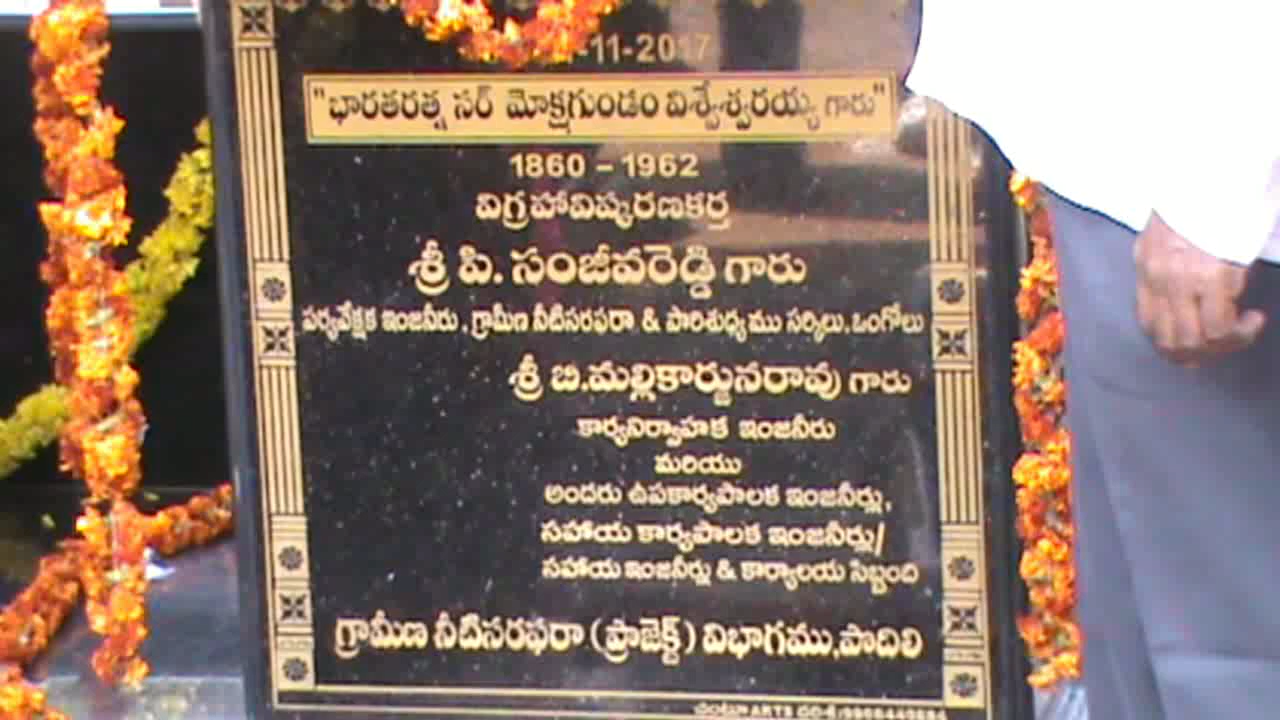 -11-2017
"భారతరత్న సర్ మోక్షగుండం విశ్వేశ్వరయ్య గారు"
1860 – 1962
విగ్రహావిష్కరణకర్త
శ్రీ పి. సంజీవరెడ్డి గారు
పర్యవేక్షక ఇంజనీరు, గ్రామీణ నీటిసరఫరా & పారిశుధ్యము సర్కిలు. ఒంగోలు
శ్రీ బి.మల్లికార్జునరావు గారు
కార్యనిర్వాహక ఇంజనీరు
మరియు
అందరు ఉపకార్యపాలక ఇంజనీర్లు,
సహాయ కార్యపాలక ఇంజనీర్లు/
సహాయ ఇంజనీర్లు & కార్యాలయ సిబ్బంది
గ్రామీణ నీటిసరఫరా (ప్రాజెక్ట్) విభాగము,పొదిలి
ARTS